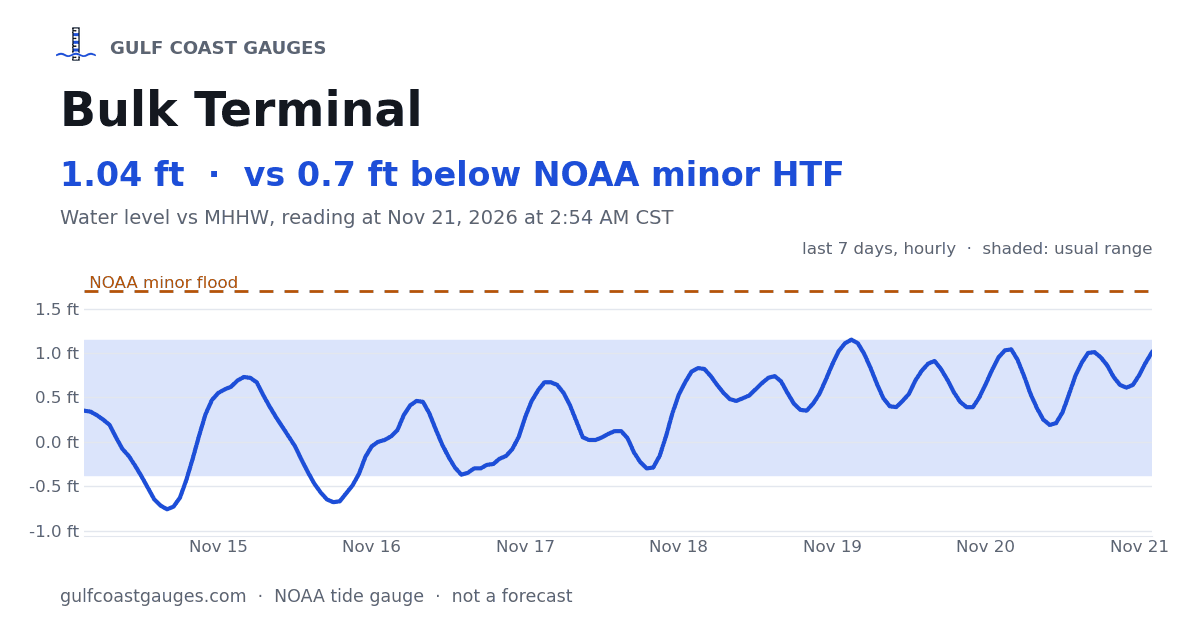 GULF COAST GAUGES
Bulk Terminal
1.04 ft · vs 0.7 ft below NOAA minor HTF
Water level vs MHHW, reading at Nov 21, 2026 at 2:54 AM CST
last 7 days, hourly · shaded: usual range
NOAA minor flood
1.5 ft
1.0 ft
0.5 ft
0.0 ft
-0.5 ft
-1.0 ft
Nov 15 Nov 16 Nov 17 Nov 18 Nov 19 Nov 20 Nov 21
gulfcoastgauges.com · NOAA tide gauge · not a forecast